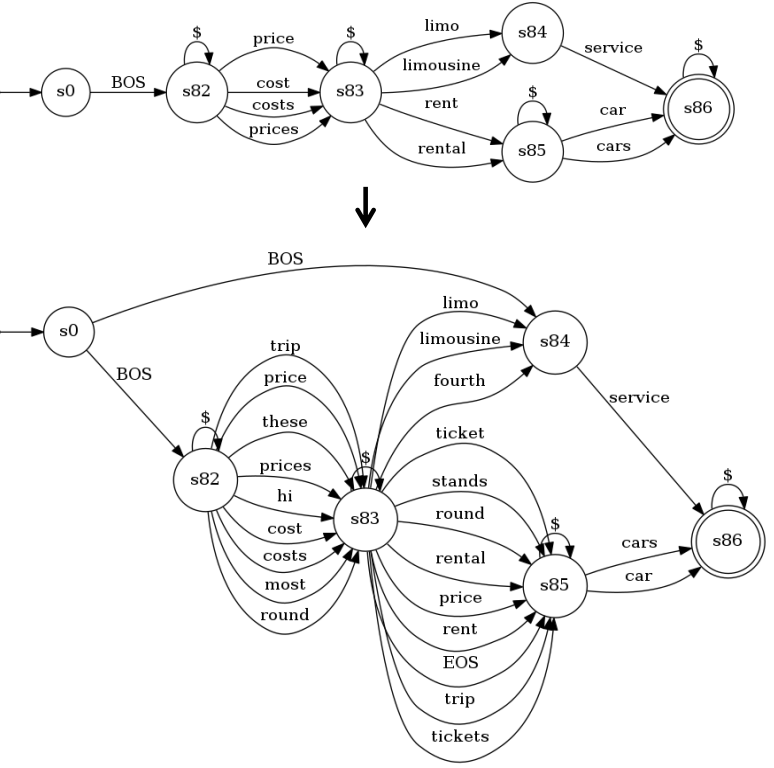 $
price
$
limo
s84
service
$
s0
BOS
s82
cost
s83
limousine
costs
rent
$
car
s86
prices
rental
s85
cars
BOS
s0
BOS
trip
price
$
these
s82
prices
hi
cost
costs
most
round
$
s83
limo
limousine
fourth
s84
service
ticket
stands
round
$
rental
s85
price
rent
EOS
trip
tickets
cars
car
$
s86